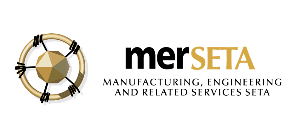 merSETA
MANUFACTURING, ENGINEERING
AND RELATED SERVICES SETA